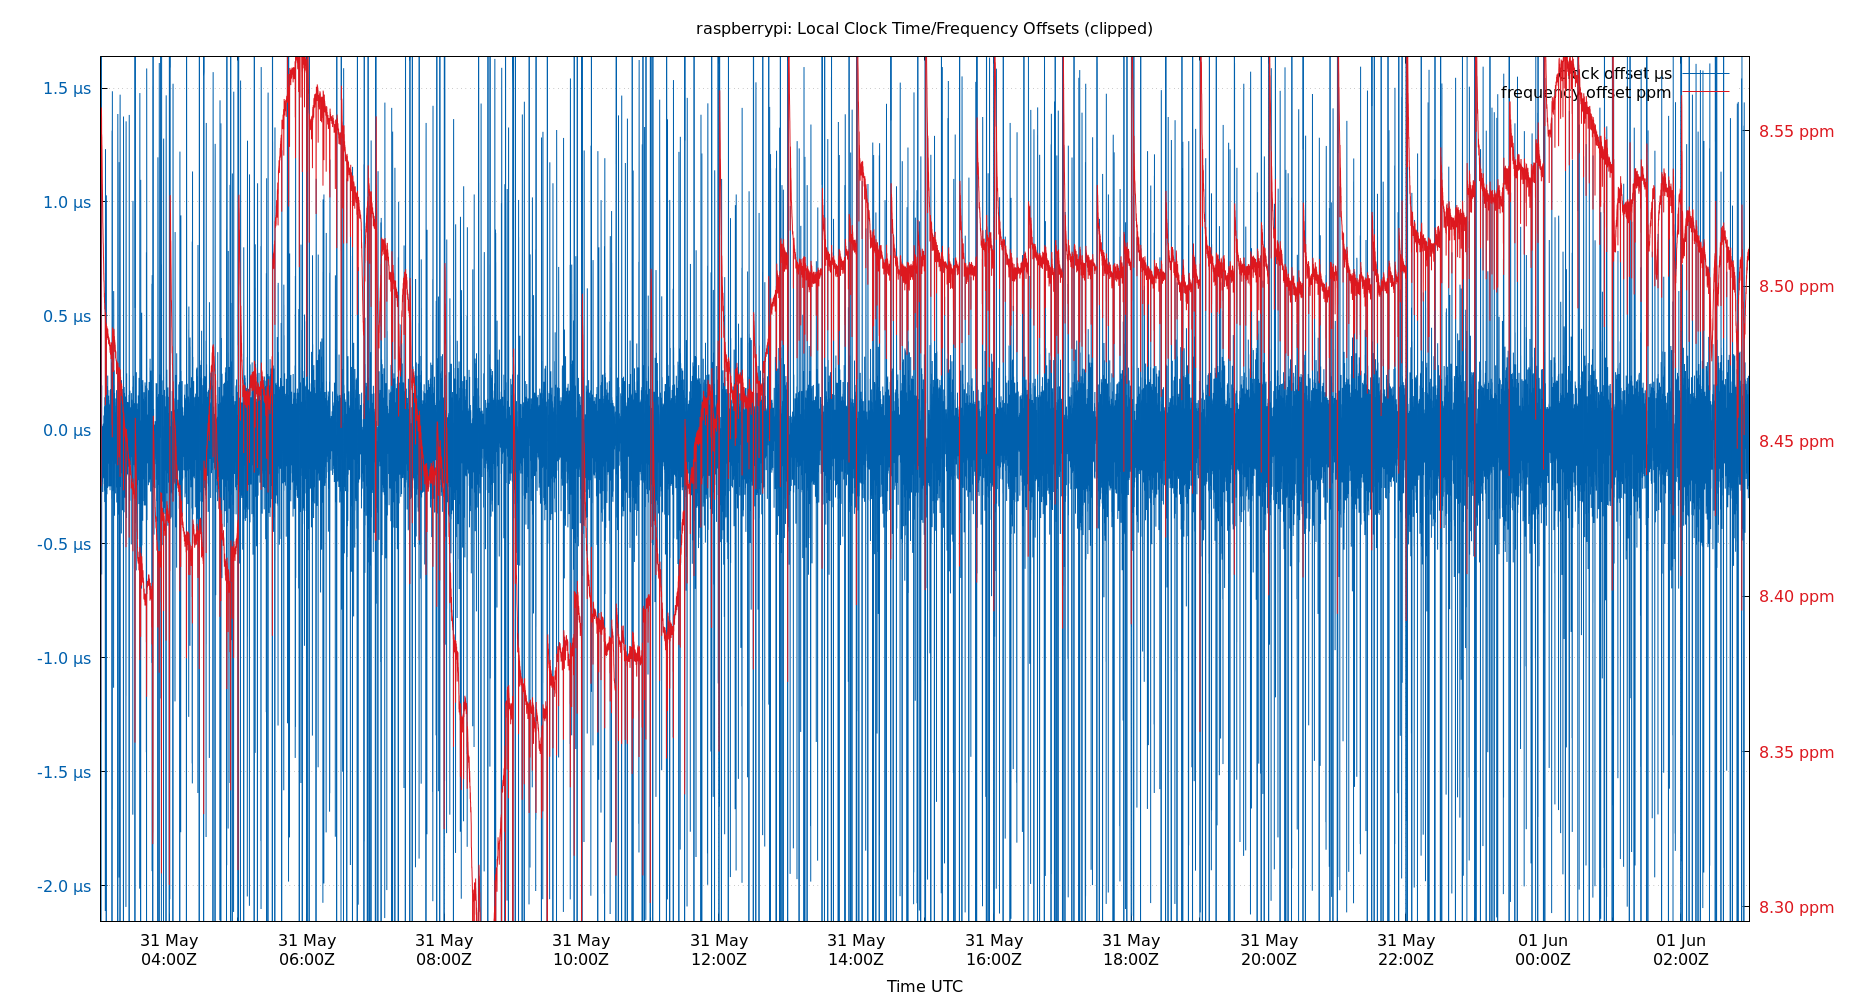 raspberrypi: Local Clock Time/Frequency Offsets (clipped)
clock offset µs
frequency offset ppm
1.5 µs
1.0 µs
0.5 µs
0.0 µs
-0.5 µs
-1.0 µs
-1.5 µs
-2.0 µs
8.55 ppm
8.50 ppm
8.45 ppm
8.40 ppm
8.35 ppm
8.30 ppm
31 May
04:00Z
31 May
06:00Z
31 May
08:00Z
31 May
10:00Z
31 May
12:00Z
31 May
14:00Z
31 May
16:00Z
31 May
18:00Z
31 May
20:00Z
31 May
22:00Z
01 Jun
00:00Z
01 Jun
02:00Z
Time UTC